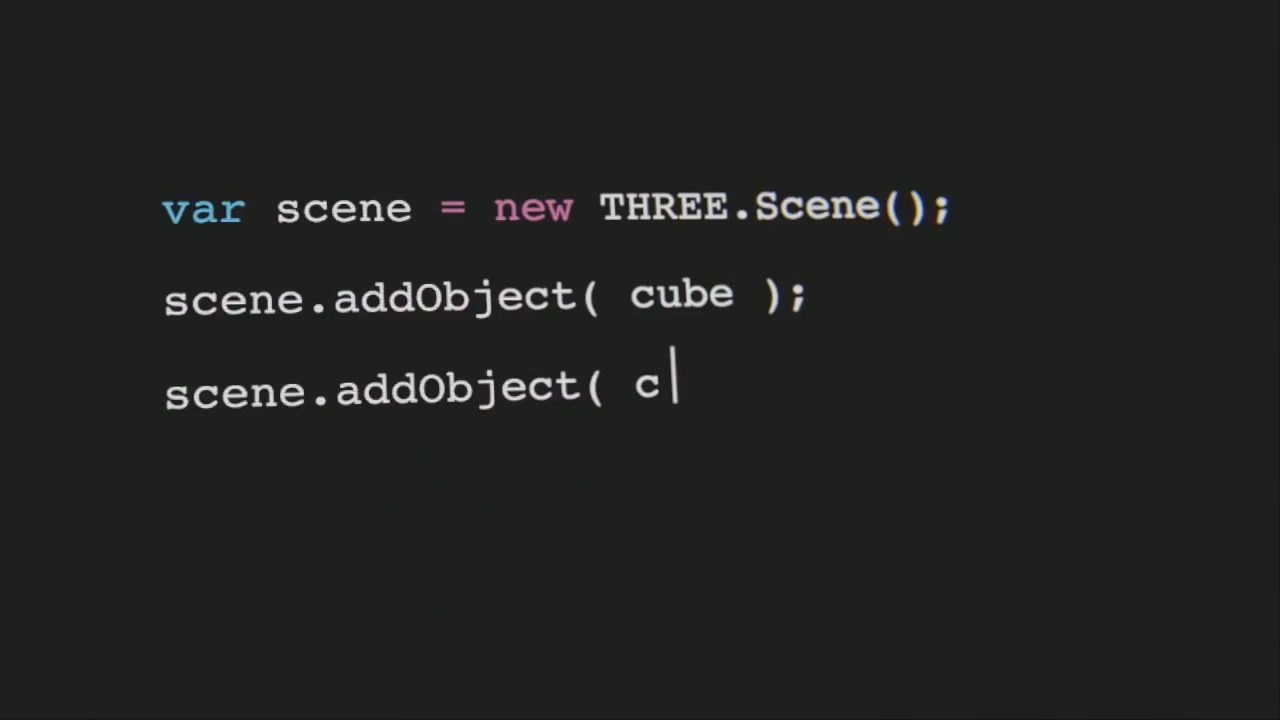 var scene = new THREE.Scene();
scene.addObject( cube );
scene.addObject( c